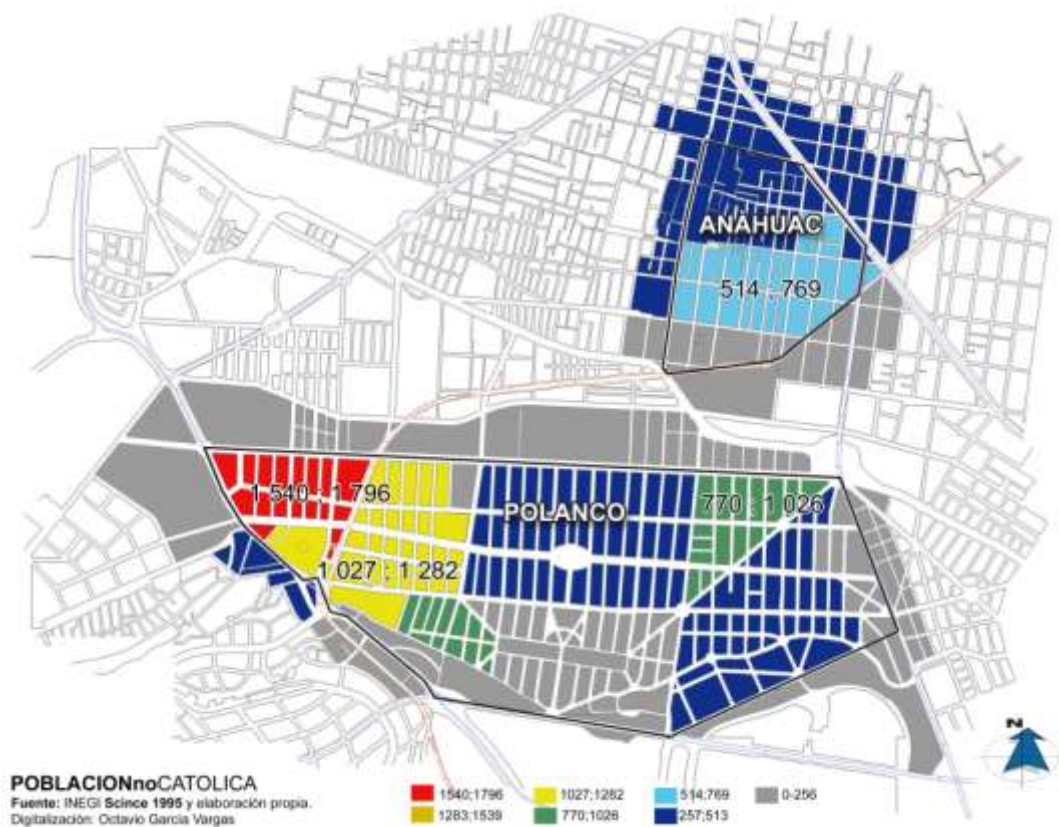 ANAHUAC
514 ; 769
1 540 ; 1 796
POLANCO
770 ; 1 026
1 027 ; 1 282
N
POBLACIONnoCATOLICA
Fuente: INEGI Scince 1995 y elaboración propia.
Digitalización: Octavio García Vargas
1540;1796
1027;1282
514;769
0-256
1283;1539
770;1026
257;513